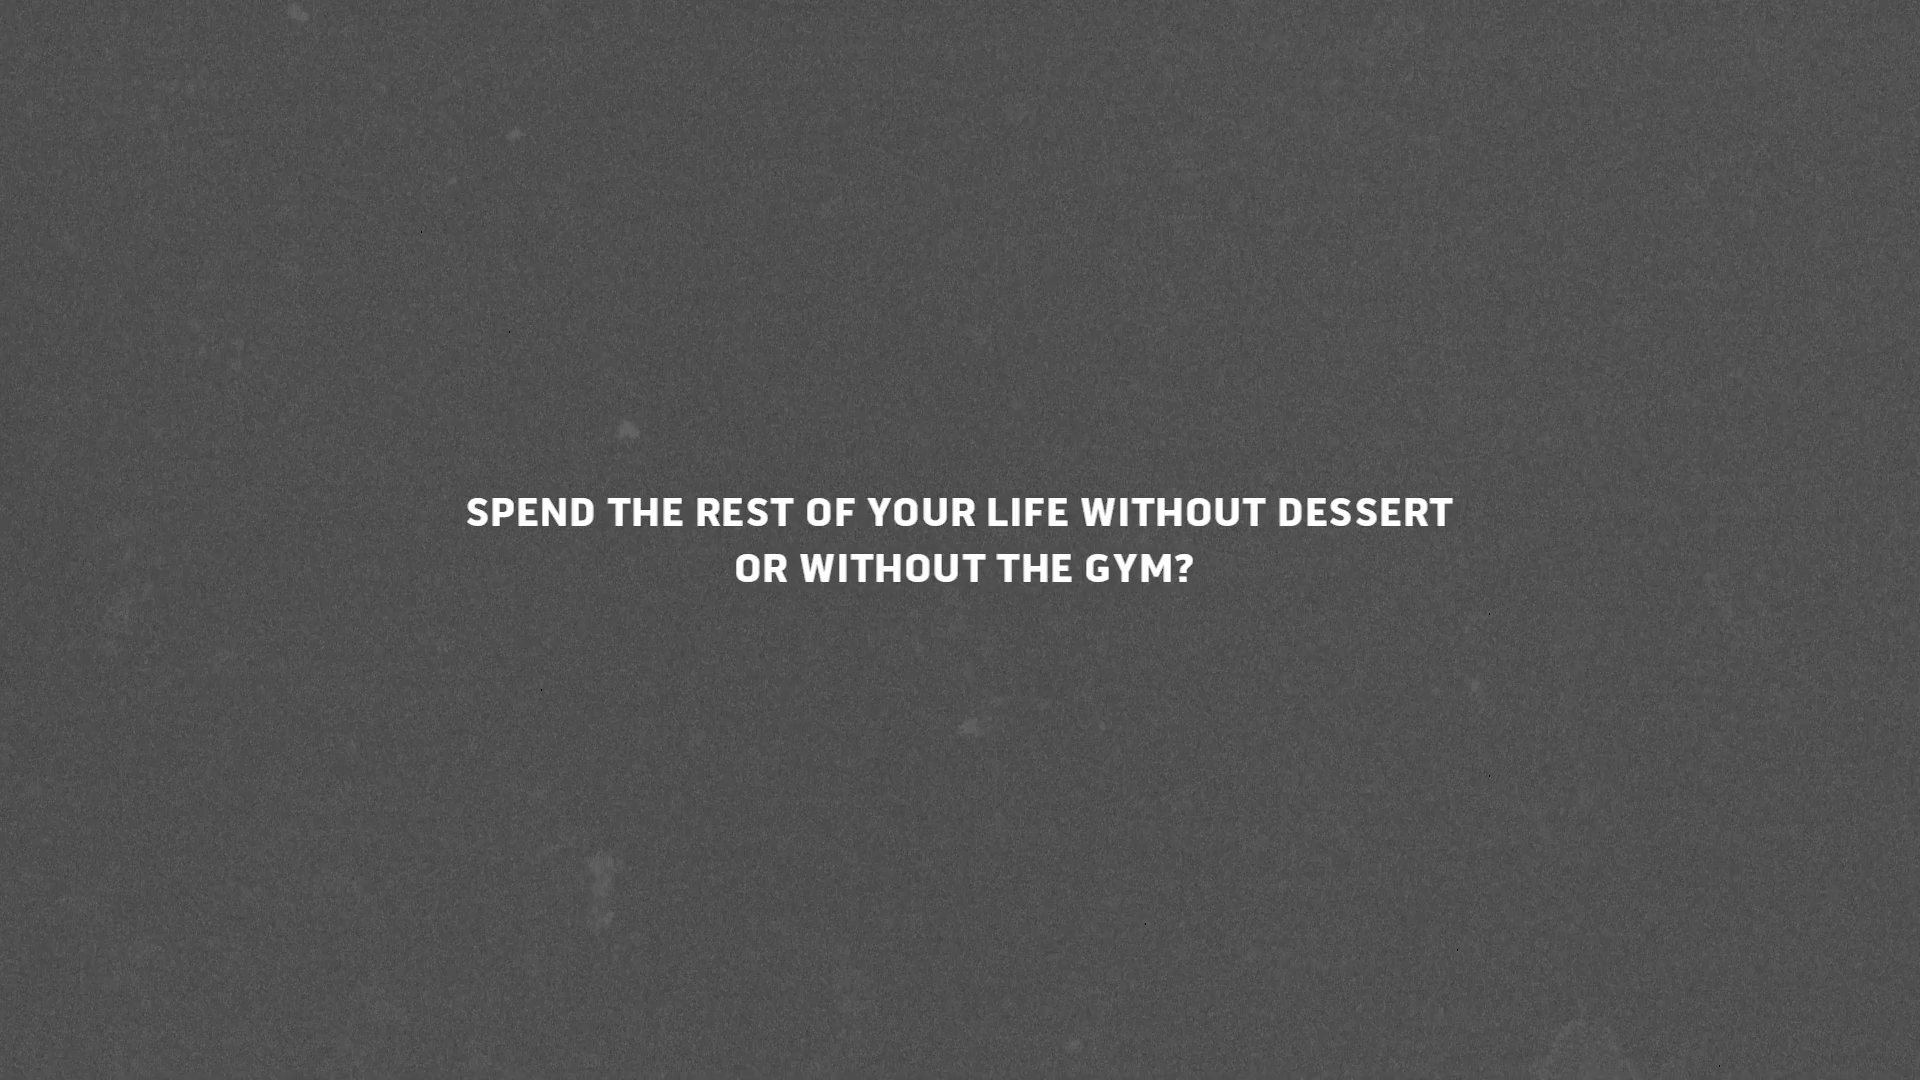 SPEND THE REST OF YOUR LIFE WITHOUT DESSERT
OR WITHOUT THE GYM?